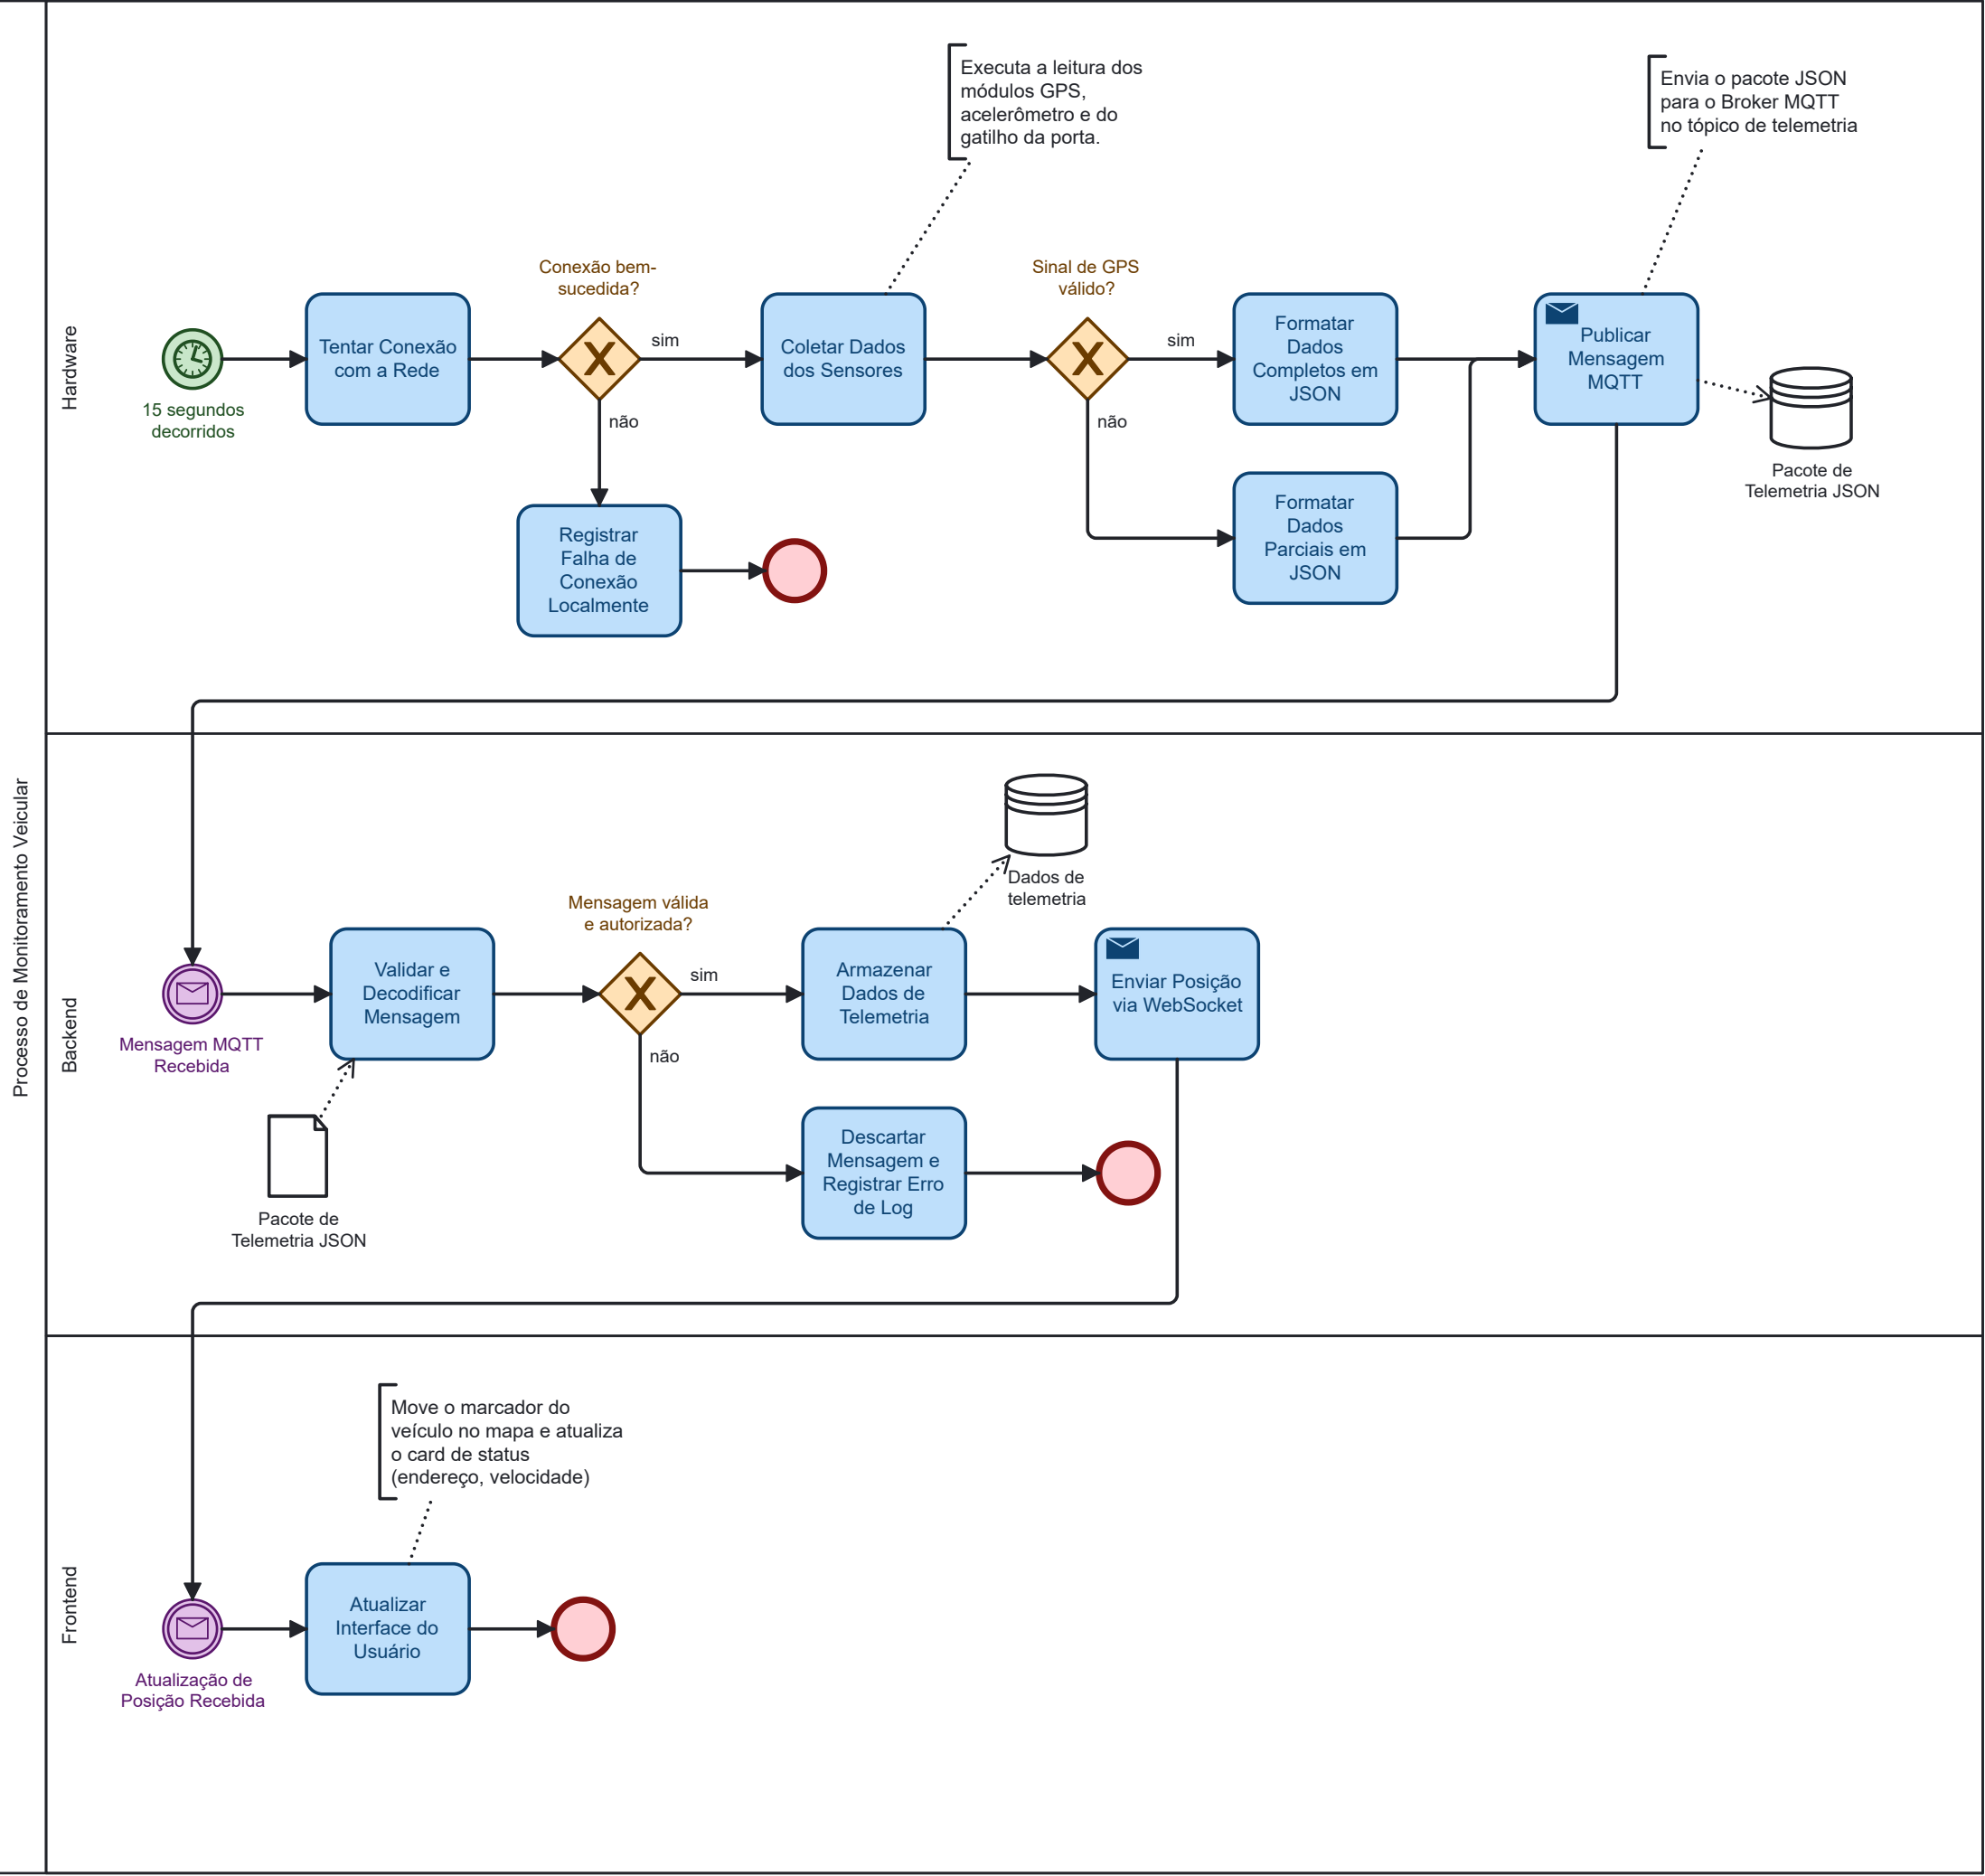 Processo de Monitoramento Veicular
Hardware
Executa a leitura dos
módulos GPS,
acelerômetro e do
gatilho da porta.
Envia o pacote JSON
para o Broker MQTT
no tópico de telemetria
15 segundos
decorridos
Tentar Conexão
com a Rede
Conexão bem-
sucedida?
sim
não
Registrar
Falha de
Conexão
Localmente
Coletar Dados
dos Sensores
Sinal de GPS
válido?
sim
não
Formatar
Dados
Completos em
JSON
Formatar
Dados
Parciais em
JSON
Publicar
Mensagem
MQTT
Pacote de
Telemetria JSON
Backend
Mensagem MQTT
Recebida
Validar e
Decodificar
Mensagem
Pacote de
Telemetria JSON
Mensagem válida
e autorizada?
sim
não
Armazenar
Dados de
Telemetria
Dados de
telemetria
Enviar Posição
via WebSocket
Descartar
Mensagem e
Registrar Erro
de Log
Frontend
Move o marcador do
veículo no mapa e atualiza
o card de status
(endereço, velocidade)
Atualização de
Posição Recebida
Atualizar
Interface do
Usuário